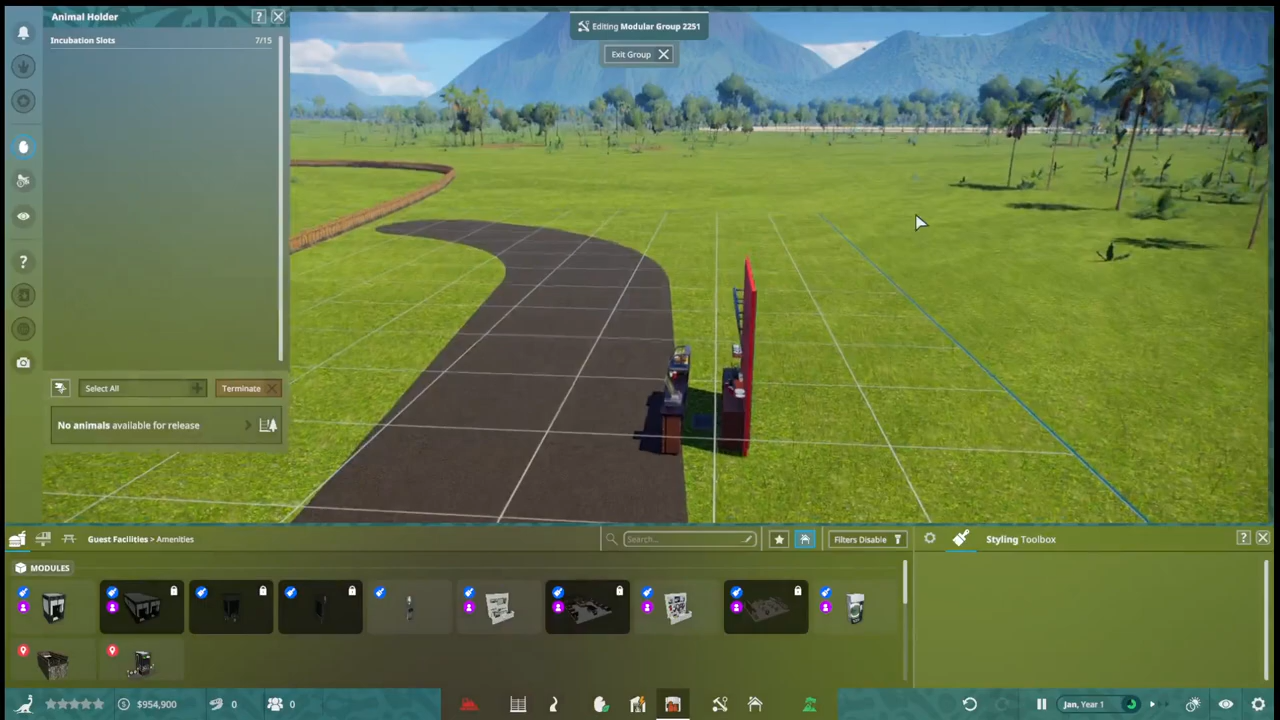 Animal Holder ?
Editing Modular Group 2251
Incubation Slots 7/15
Exit Group
Select All
Terminate
No animals available for release
?
Guest Facilities > Amenities
Search...
Filters Disable
Styling Toolbox
?
MODULES
$954,900
0
0
Jan, Year 1